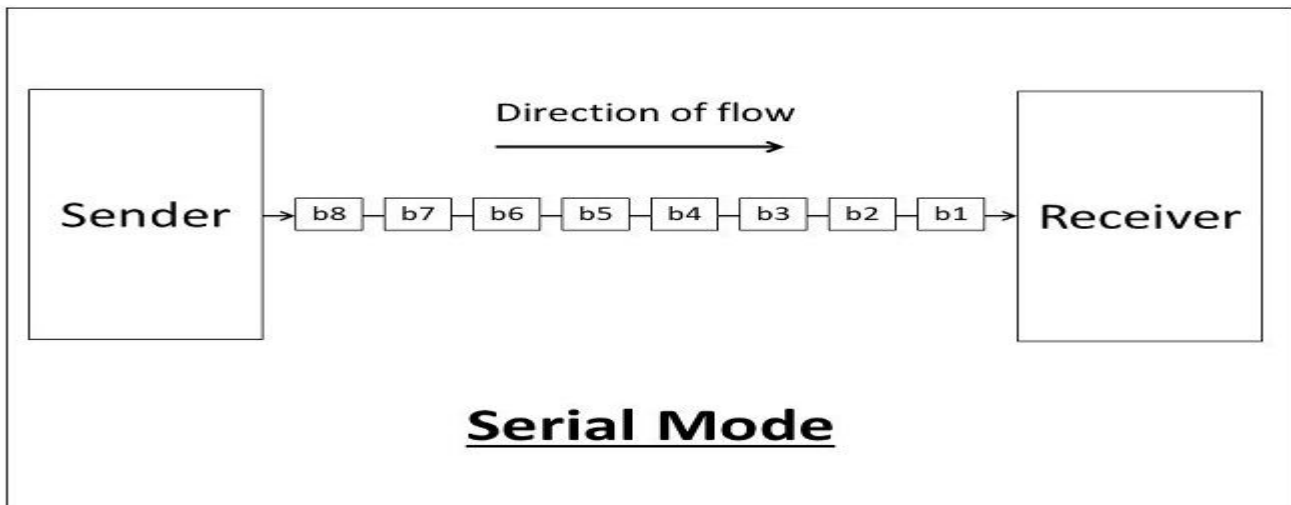 Direction of flow
Sender
b8 b7 b6 b5 b4 b3 b2 b1
Receiver
Serial Mode